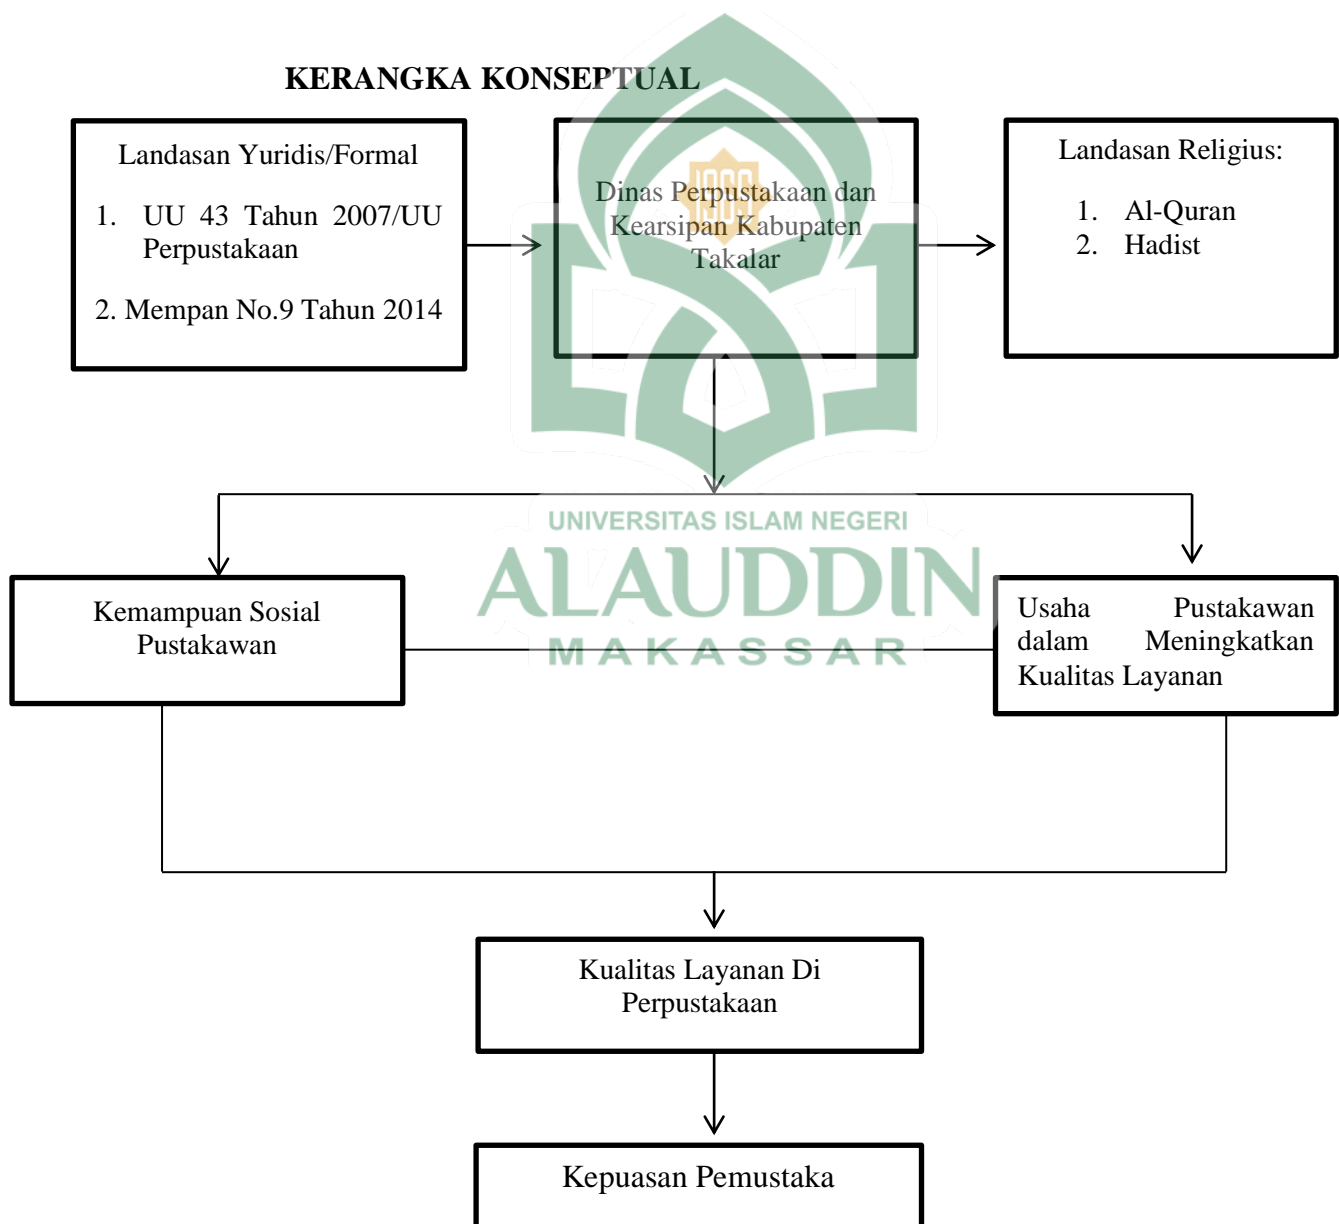 KERANGKA KONSEPTUAL
Landasan Yuridis/Formal
1. UU 43 Tahun 2007/UU
Perpustakaan
2. Mempan No.9 Tahun 2014
Dinas Perpustakaan dan
Kearsipan Kabupaten
Takalar
Landasan Religius:
1. Al-Quran
2. Hadist
UNIVERSITAS ISLAM NEGERI
ALAUDDIN
MAKASSAR
Kemampuan Sosial
Pustakawan
Usaha Pustakawan
dalam Meningkatkan
Kualitas Layanan
Kualitas Layanan Di
Perpustakaan
Kepuasan Pemustaka